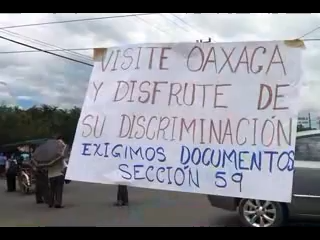 VISITE OAXACA
Y DISFRUTE DE
SU DISCRIMINACIÓN
EXIGIMOS DOCUMENTOS
SECCIÓN 59